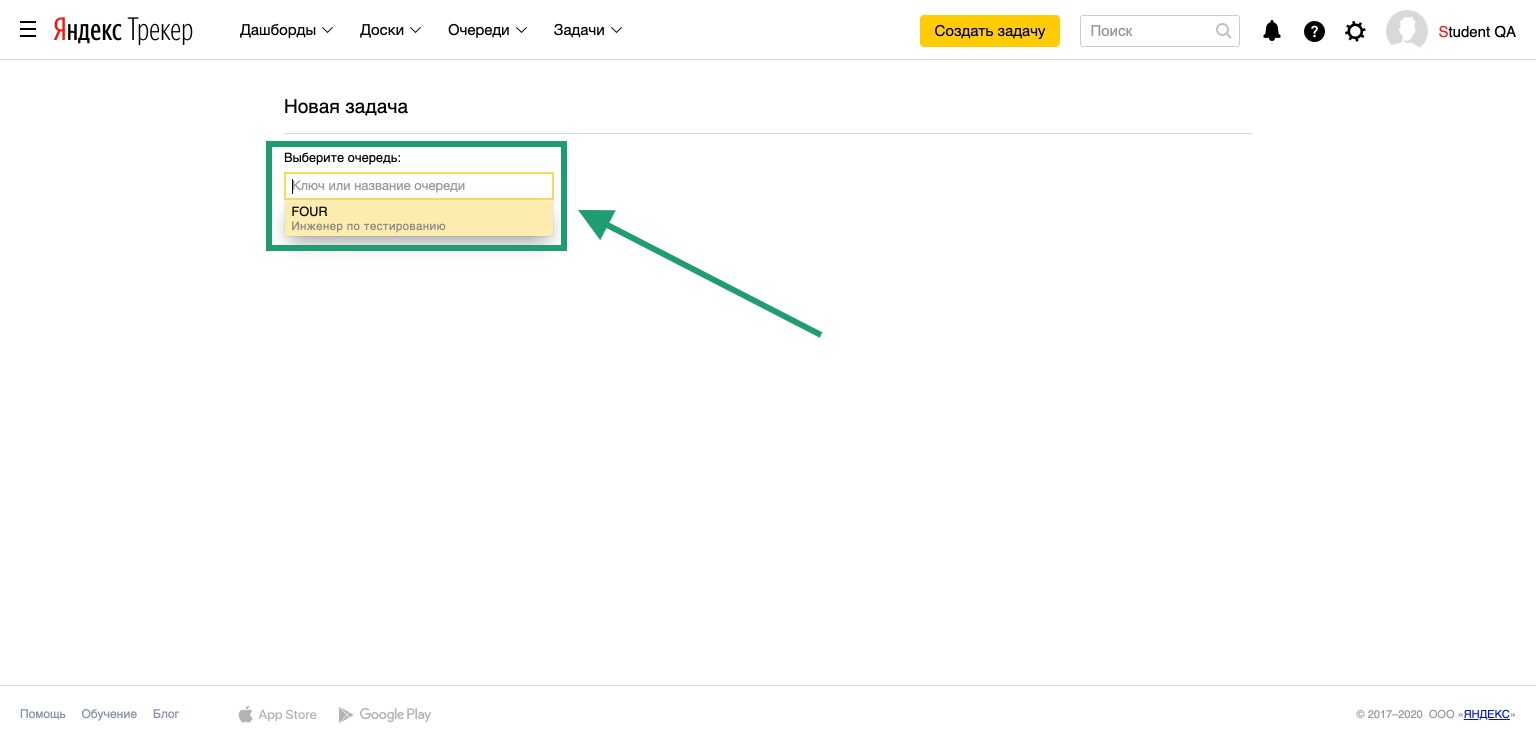 Яндекс Трекер Дашборды Доски Очереди Задачи Создать задачу Поиск ? Student QA
Новая задача
Выберите очередь:
Ключ или название очереди
FOUR
Инженер по тестированию
Помощь Обучение Блог App Store Google Play © 2017–2020 ООО «ЯНДЕКС»